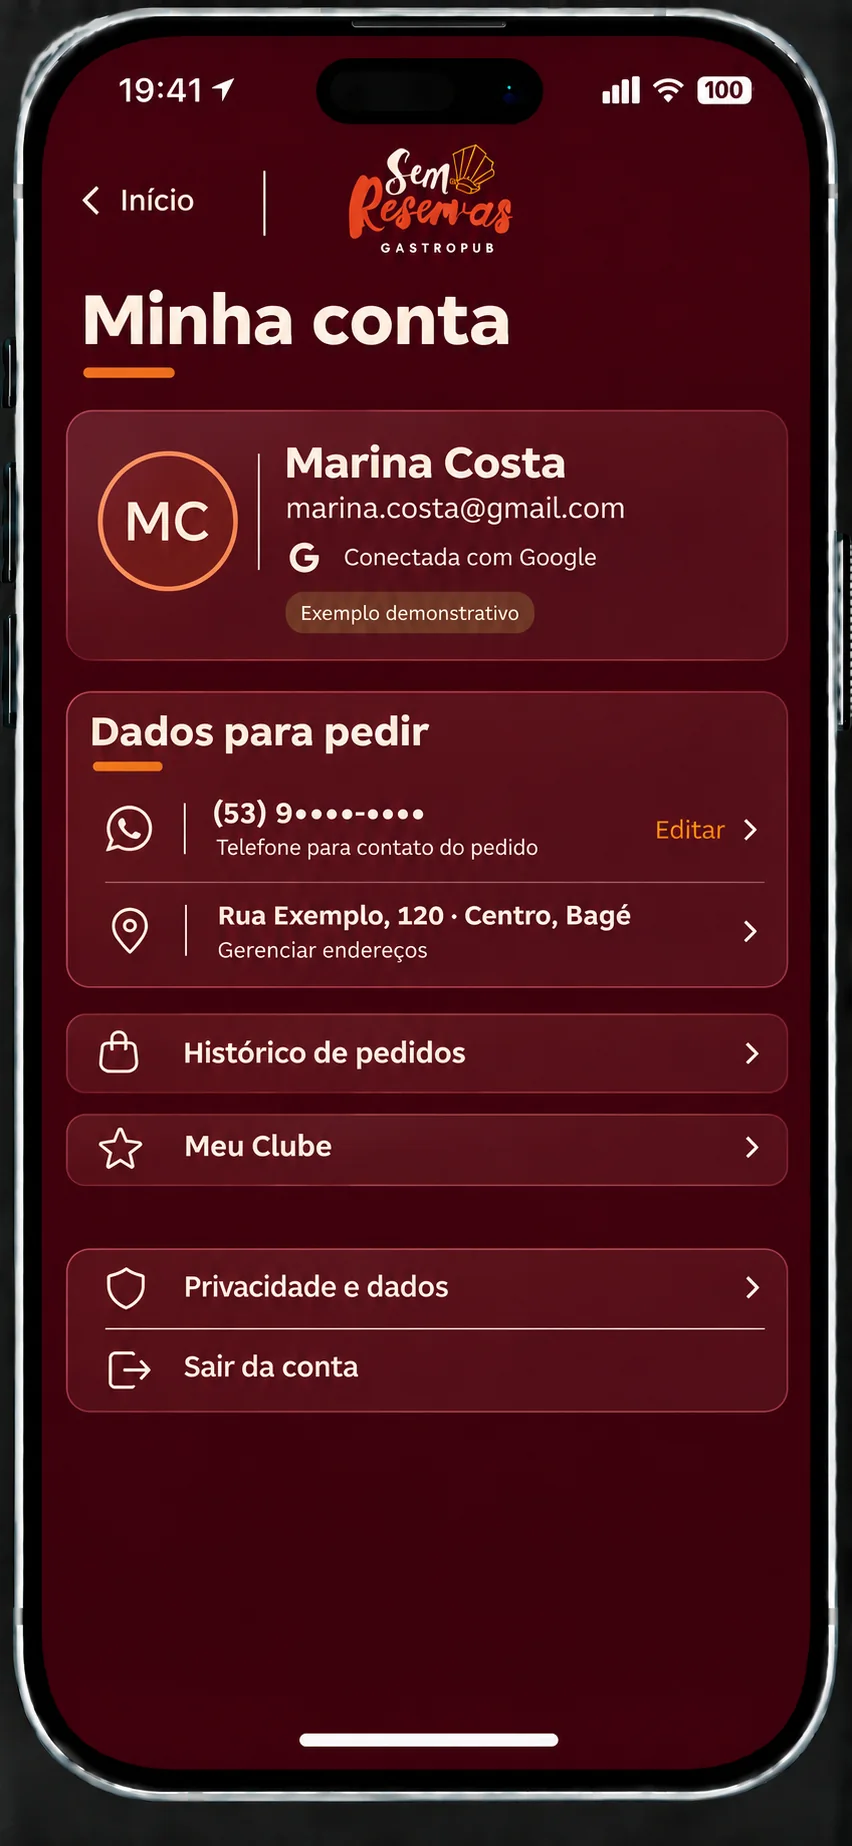 19:41
100
Início
Sem
Reservas
GASTROPUB
Minha conta
MC
Marina Costa
marina.costa@gmail.com
G Conectada com Google
Exemplo demonstrativo
Dados para pedir
(53) 9••••-••••
Telefone para contato do pedido
Editar
Rua Exemplo, 120 · Centro, Bagé
Gerenciar endereços
Histórico de pedidos
Meu Clube
Privacidade e dados
Sair da conta